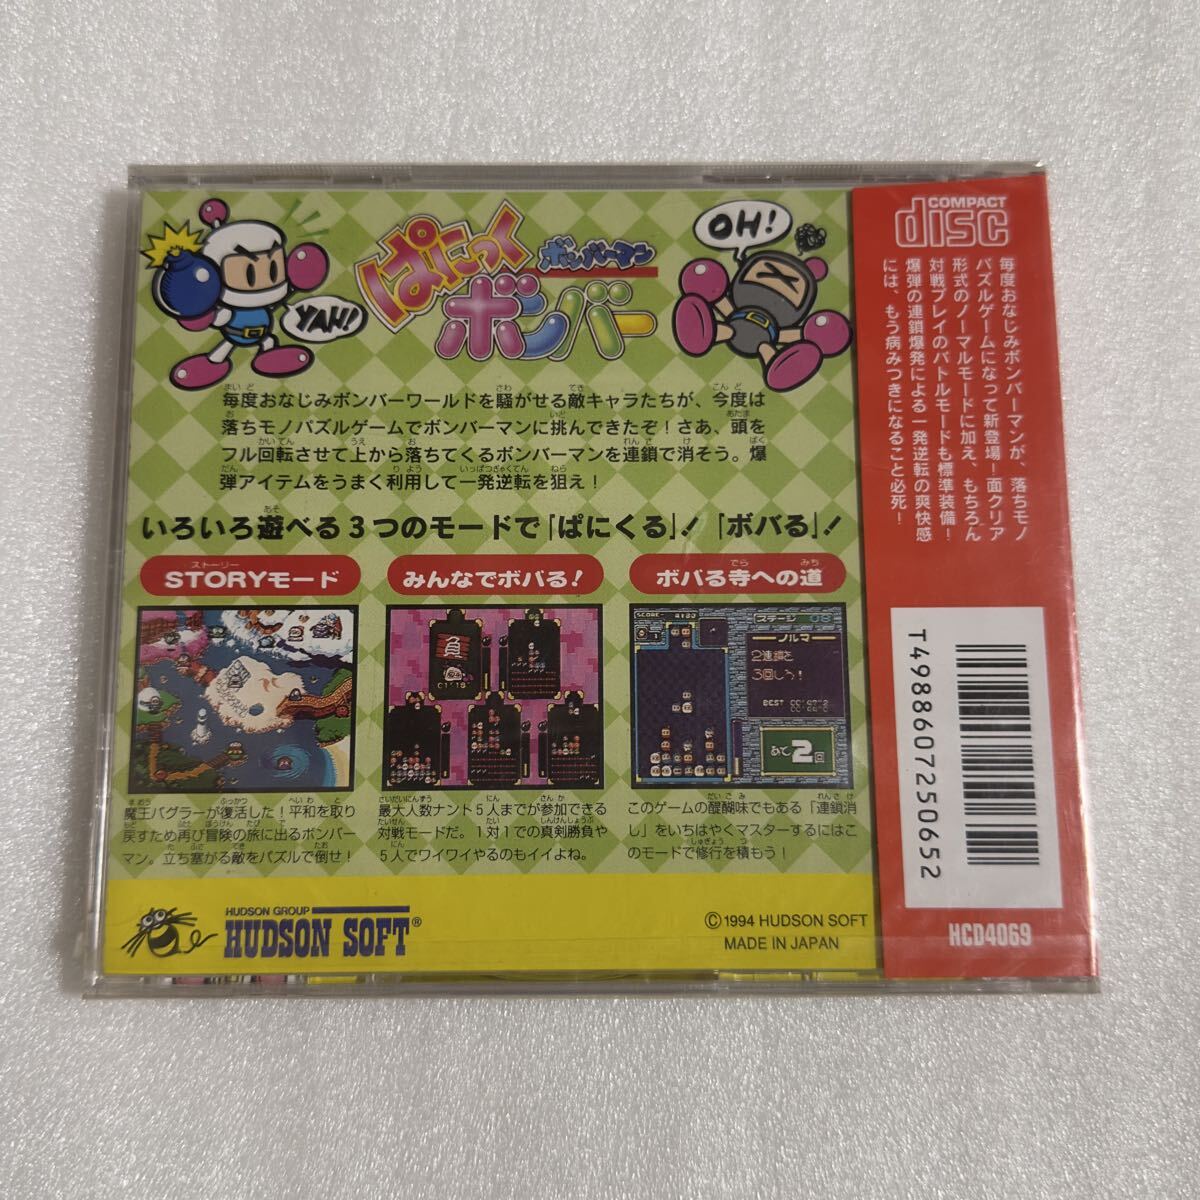 YAH!
ぱにっく
ボンバーマン
ボンバー
OH!
毎度おなじみボンバーワールドを騒がせる敵キャラたちが、今度は
落ちモノパズルゲームでボンバーマンに挑んできたぞ！さあ、頭を
フル回転させて上から落ちてくるボンバーマンを連鎖で消そう。爆
弾アイテムをうまく利用して一発逆転を狙え！
いろいろ遊べる3つのモードで「ぱにくる」！「ボバる」！
STORYモード
みんなでボバる！
ボバる寺への道
負
SCORE
ステージ 08
ノルマ
2連鎖を
3回しろ！
BEST
あと2回
魔王バグラーが復活した！平和を取り
戻すため再び冒険の旅に出るボンバー
マン。立ち塞がる敵をパズルで倒せ！
最大人数ナント5人までが参加できる
対戦モードだ。1対1での真剣勝負や
5人でワイワイやるのもイイよね。
このゲームの醍醐味でもある「連鎖消
し」をいちはやくマスターするにはこ
のモードで修行を積もう！
HUDSON GROUP
HUDSON SOFT®
©1994 HUDSON SOFT
MADE IN JAPAN
COMPACT
disc
毎度おなじみボンバーマンが、落ちモノ
パズルゲームになって新登場！面クリア
形式のノーマルモードに加え、もちろん
対戦プレイのバトルモードも標準装備！
爆弾の連鎖爆発による一発逆転の爽快感
には、もう病みつきになること必死！
T4988607250652
HCD4069